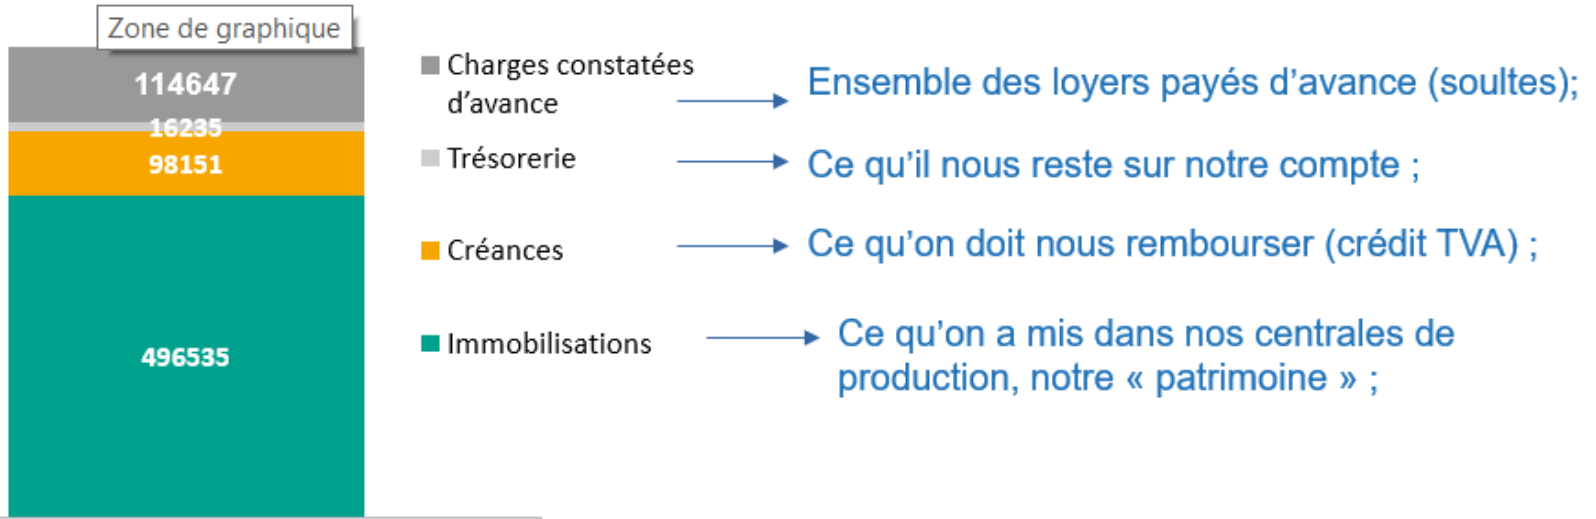 Zone de graphique
114647
16235
98151
496535
Charges constatées
d’avance
Ensemble des loyers payés d’avance (soultes);
Trésorerie
Ce qu’il nous reste sur notre compte ;
Créances
Ce qu’on doit nous rembourser (crédit TVA) ;
Immobilisations
Ce qu’on a mis dans nos centrales de
production, notre « patrimoine » ;